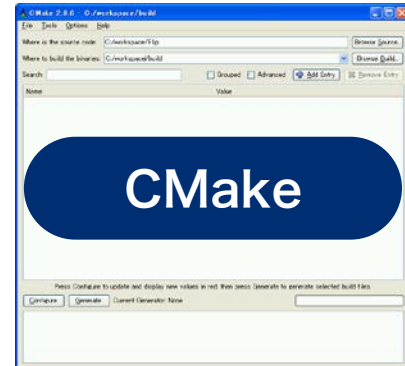 CMake 2.8.6 - C:/workspace/build
File Tools Options Help
Where is the source code: C:/workspace/Flip Browse Source...
Where to build the binaries: C:/workspace/build Browse Build...
Search: Grouped Advanced Add Entry Remove Entry
Name Value
CMake
Press Configure to update and display new values in red, then press Generate to generate selected build files.
Configure Generate Current Generator: None